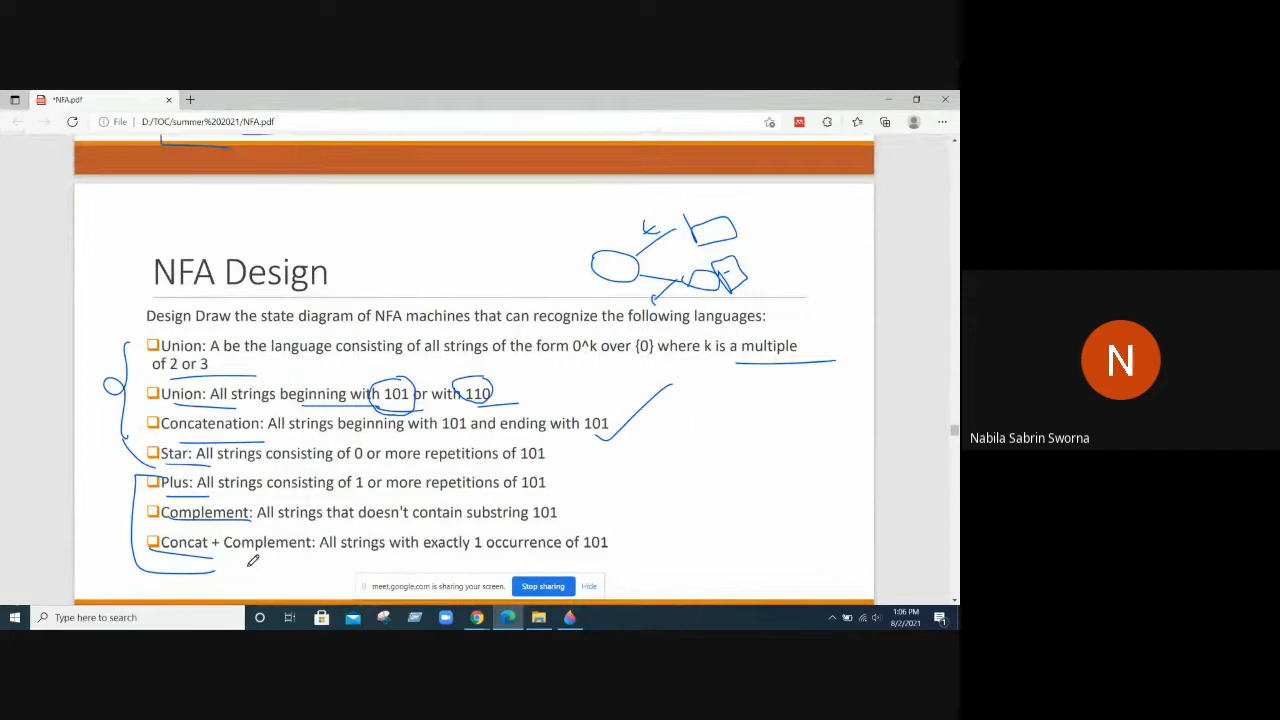 *NFA.pdf
File
D:/TOC/summer%202021/NFA.pdf
k
NFA Design
Design Draw the state diagram of NFA machines that can recognize the following languages:
Union: A be the language consisting of all strings of the form 0^k over {0} where k is a multiple
of 2 or 3
Union: All strings beginning with 101 or with 110
Concatenation: All strings beginning with 101 and ending with 101
Star: All strings consisting of 0 or more repetitions of 101
Plus: All strings consisting of 1 or more repetitions of 101
Complement: All strings that doesn't contain substring 101
Concat + Complement: All strings with exactly 1 occurrence of 101
meet.google.com is sharing your screen.
Stop sharing
Hide
Type here to search
1:06 PM
8/2/2021
N
Nabila Sabrin Sworna